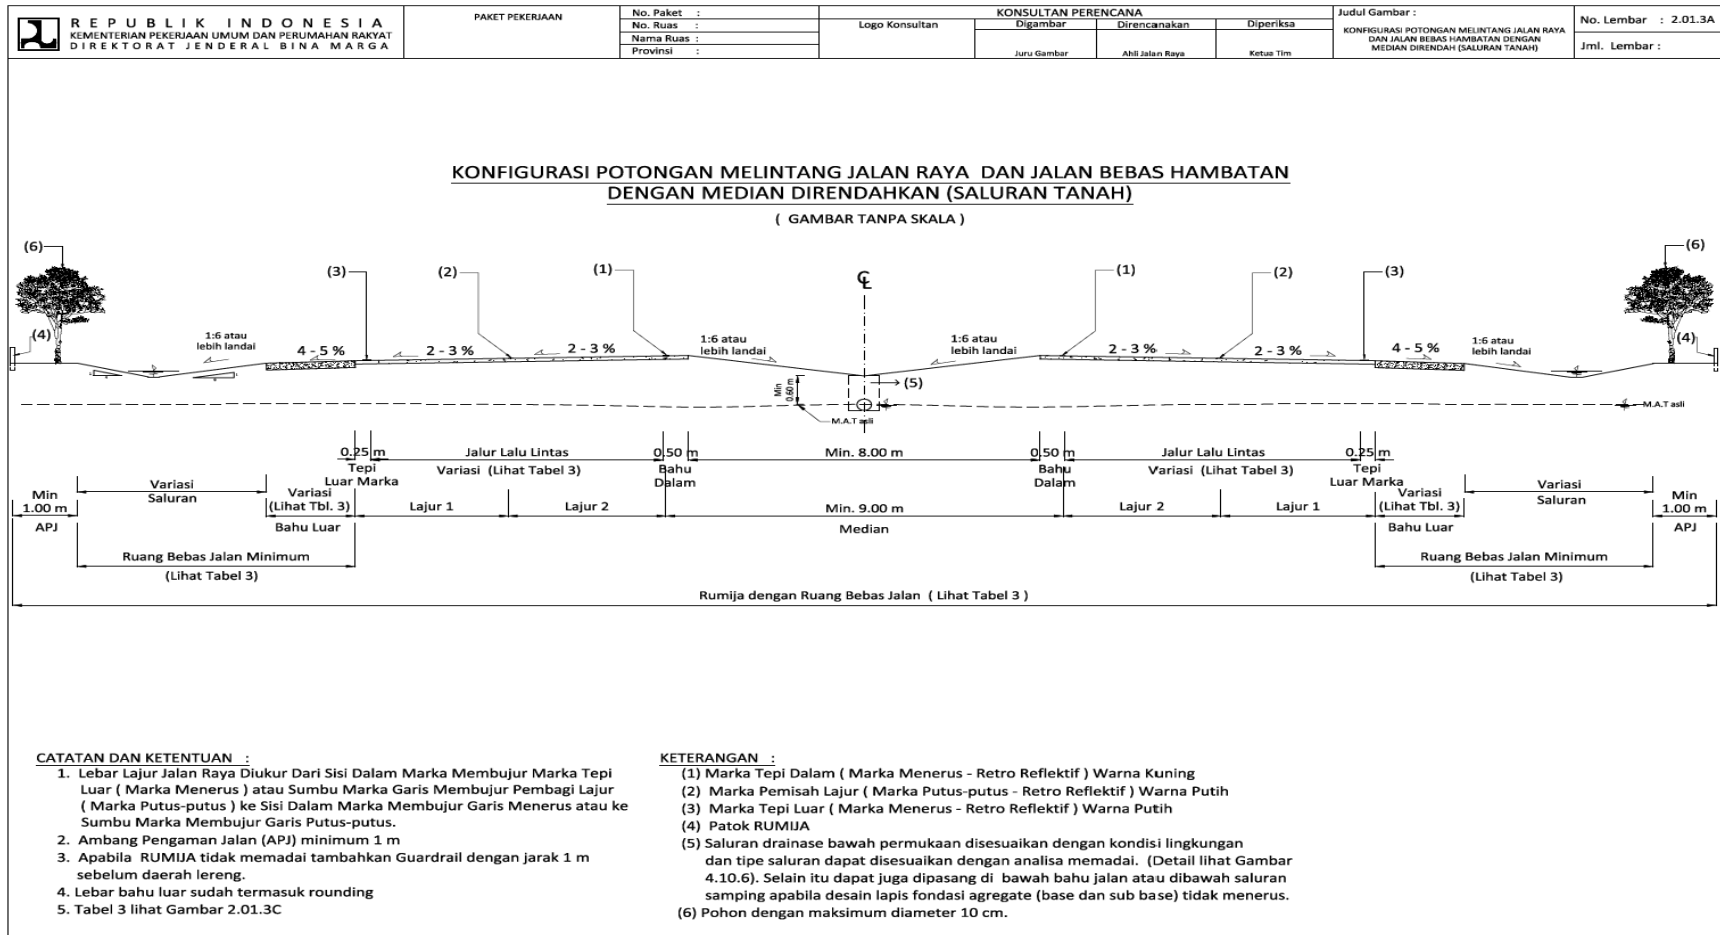 REPUBLIK INDONESIA
KEMENTERIAN PEKERJAAN UMUM DAN PERUMAHAN RAKYAT
DIREKTORAT JENDERAL BINA MARGA
PAKET PEKERJAAN
No. Paket :
No. Ruas :
Nama Ruas :
Provinsi :
KONSULTAN PERENCANA
Logo Konsultan
Digambar
Direncanakan
Diperiksa
Juru Gambar
Ahli Jalan Raya
Ketua Tim
Judul Gambar :
KONFIGURASI POTONGAN MELINTANG JALAN RAYA
DAN JALAN BEBAS HAMBATAN DENGAN
MEDIAN DIRENDAH (SALURAN TANAH)
No. Lembar : 2.01.3A
Jml. Lembar :
KONFIGURASI POTONGAN MELINTANG JALAN RAYA DAN JALAN BEBAS HAMBATAN
DENGAN MEDIAN DIRENDAHKAN (SALURAN TANAH)
( GAMBAR TANPA SKALA )
(6)
(3)
(2)
(1)
CL
(1)
(2)
(3)
(6)
(4)
1:6 atau
lebih landai
4 - 5 %
2 - 3 %
2 - 3 %
1:6 atau
lebih landai
1:6 atau
lebih landai
2 - 3 %
2 - 3 %
4 - 5 %
1:6 atau
lebih landai
(4)
Min
0.60 m
(5)
M.A.T asli
M.A.T asli
0.25 m
Tepi
Luar Marka
Jalur Lalu Lintas
Variasi (Lihat Tabel 3)
0.50 m
Bahu
Dalam
Min. 8.00 m
0.50 m
Bahu
Dalam
Jalur Lalu Lintas
Variasi (Lihat Tabel 3)
0.25 m
Tepi
Luar Marka
Min
1.00 m
APJ
Variasi
Saluran
Variasi
(Lihat Tbl. 3)
Bahu Luar
Lajur 1
Lajur 2
Min. 9.00 m
Median
Lajur 2
Lajur 1
Variasi
(Lihat Tbl. 3)
Bahu Luar
Variasi
Saluran
Min
1.00 m
APJ
Ruang Bebas Jalan Minimum
(Lihat Tabel 3)
Ruang Bebas Jalan Minimum
(Lihat Tabel 3)
Rumija dengan Ruang Bebas Jalan ( Lihat Tabel 3 )
CATATAN DAN KETENTUAN :
1. Lebar Lajur Jalan Raya Diukur Dari Sisi Dalam Marka Membujur Marka Tepi
Luar ( Marka Menerus ) atau Sumbu Marka Garis Membujur Pembagi Lajur
( Marka Putus-putus ) ke Sisi Dalam Marka Membujur Garis Menerus atau ke
Sumbu Marka Membujur Garis Putus-putus.
2. Ambang Pengaman Jalan (APJ) minimum 1 m
3. Apabila RUMIJA tidak memadai tambahkan Guardrail dengan jarak 1 m
sebelum daerah lereng.
4. Lebar bahu luar sudah termasuk rounding
5. Tabel 3 lihat Gambar 2.01.3C
KETERANGAN :
(1) Marka Tepi Dalam ( Marka Menerus - Retro Reflektif ) Warna Kuning
(2) Marka Pemisah Lajur ( Marka Putus-putus - Retro Reflektif ) Warna Putih
(3) Marka Tepi Luar ( Marka Menerus - Retro Reflektif ) Warna Putih
(4) Patok RUMIJA
(5) Saluran drainase bawah permukaan disesuaikan dengan kondisi lingkungan
dan tipe saluran dapat disesuaikan dengan analisa memadai. (Detail lihat Gambar
4.10.6). Selain itu dapat juga dipasang di bawah bahu jalan atau dibawah saluran
samping apabila desain lapis fondasi agregate (base dan sub base) tidak menerus.
(6) Pohon dengan maksimum diameter 10 cm.